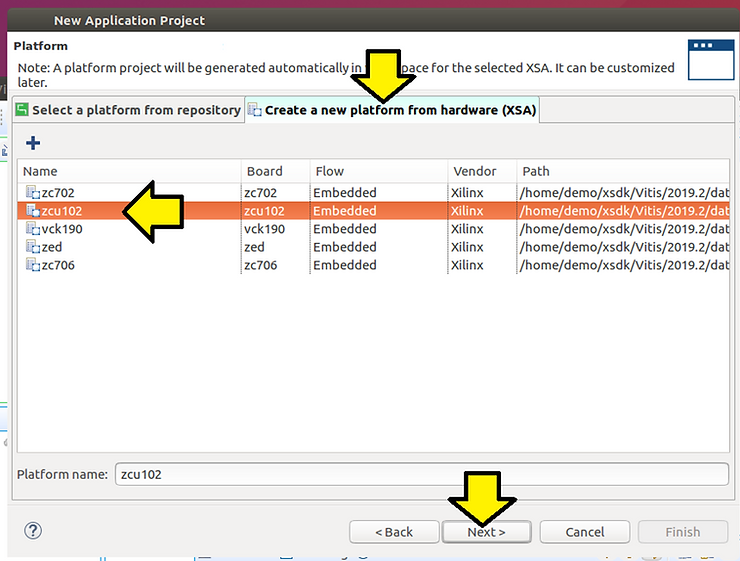 New Application Project
Platform
Note: A platform project will be generated automatically in pace for the selected XSA. It can be customized
later.
Select a platform from repository Create a new platform from hardware (XSA)
Name Board Flow Vendor Path
zc702 zc702 Embedded Xilinx /home/demo/xsdk/Vitis/2019.2/dat
zcu102 zcu102 Embedded Xilinx /home/demo/xsdk/Vitis/2019.2/dat
vck190 vck190 Embedded Xilinx /home/demo/xsdk/Vitis/2019.2/dat
zed zed Embedded Xilinx /home/demo/xsdk/Vitis/2019.2/dat
zc706 zc706 Embedded Xilinx /home/demo/xsdk/Vitis/2019.2/dat
Platform name: zcu102
? < Back Next > Cancel Finish